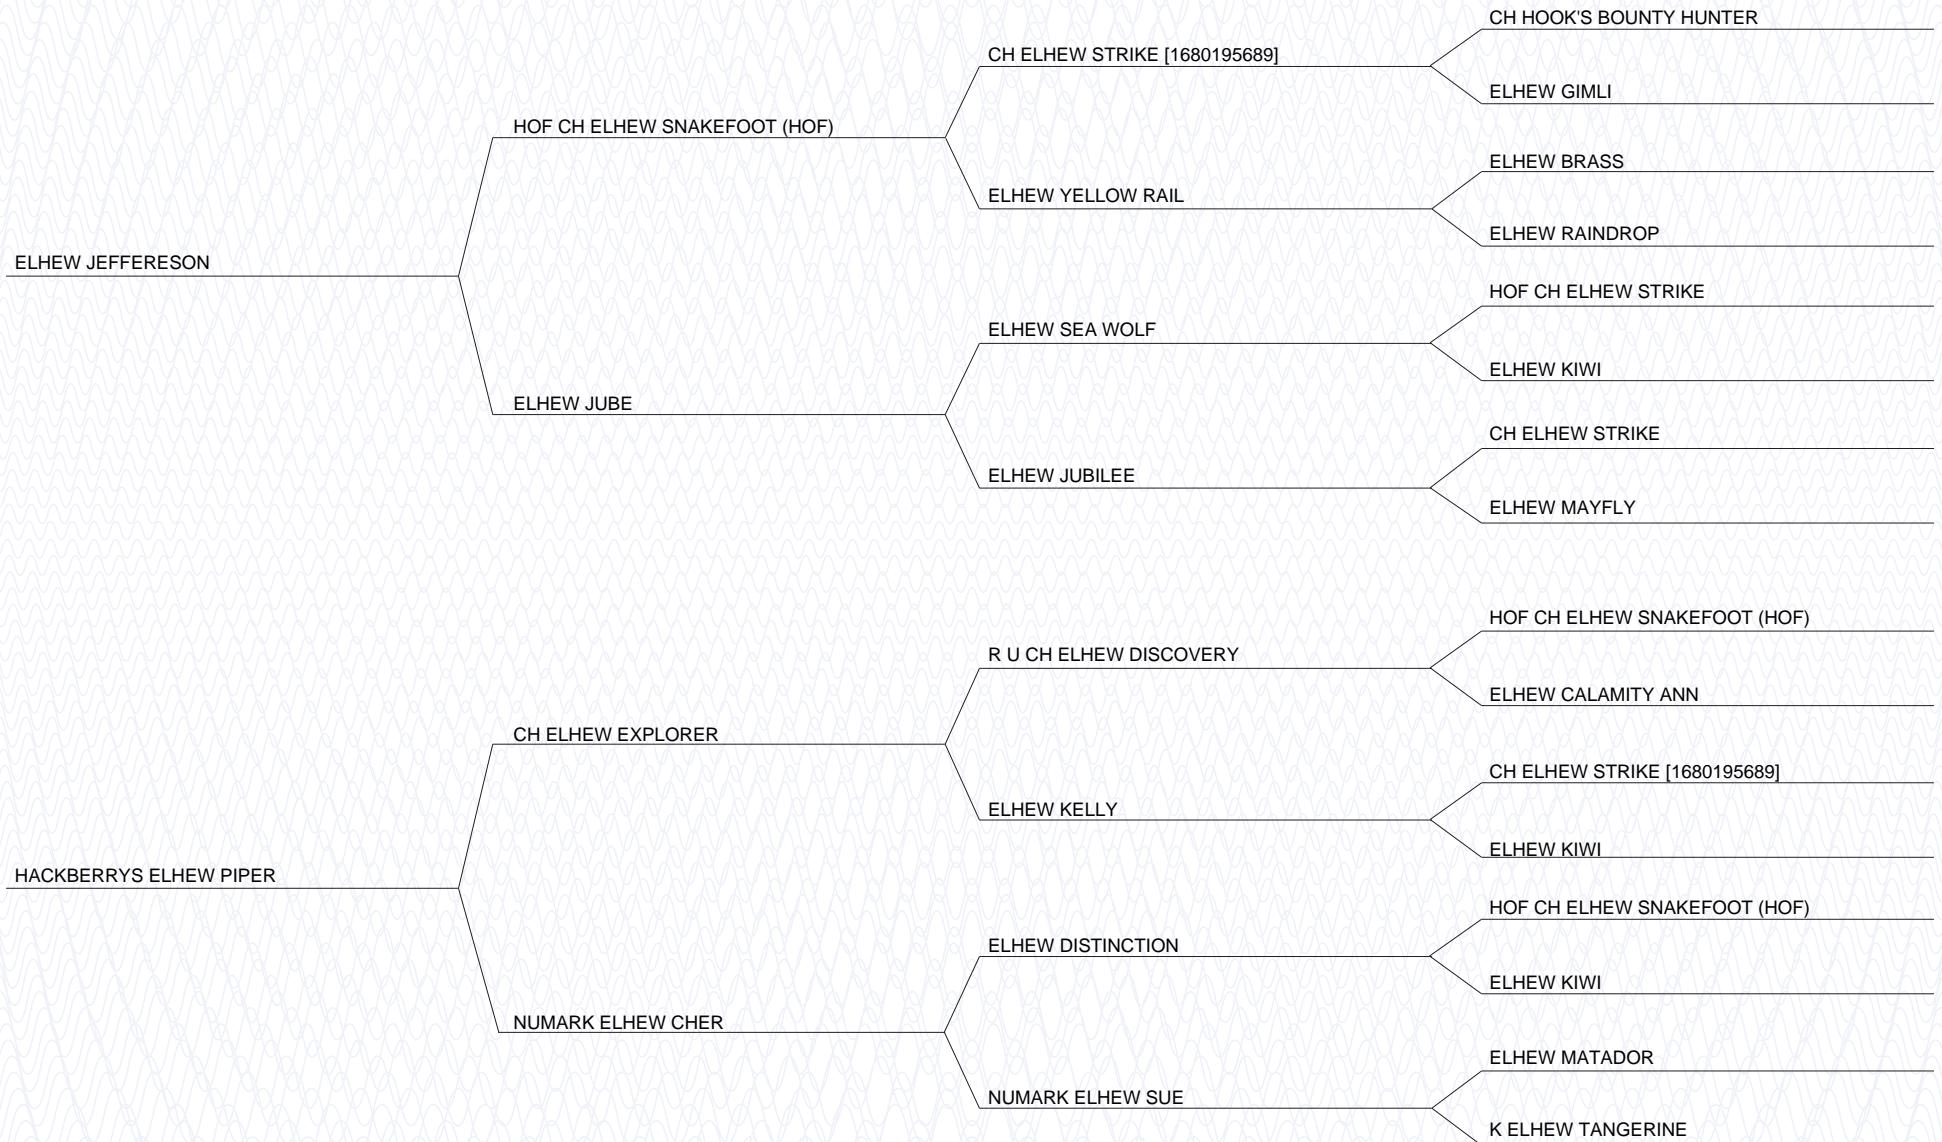 CH HOOK'S BOUNTY HUNTER
CH ELHEW STRIKE [1680195689]
ELHEW GIMLI
HOF CH ELHEW SNAKEFOOT (HOF)
ELHEW BRASS
ELHEW YELLOW RAIL
ELHEW RAINDROP
ELHEW JEFFERESON
HOF CH ELHEW STRIKE
ELHEW SEA WOLF
ELHEW KIWI
ELHEW JUBE
CH ELHEW STRIKE
ELHEW JUBILEE
ELHEW MAYFLY
HOF CH ELHEW SNAKEFOOT (HOF)
R U CH ELHEW DISCOVERY
ELHEW CALAMITY ANN
CH ELHEW EXPLORER
CH ELHEW STRIKE [1680195689]
ELHEW KELLY
ELHEW KIWI
HACKBERRYS ELHEW PIPER
HOF CH ELHEW SNAKEFOOT (HOF)
ELHEW DISTINCTION
ELHEW KIWI
NUMARK ELHEW CHER
ELHEW MATADOR
NUMARK ELHEW SUE
K ELHEW TANGERINE